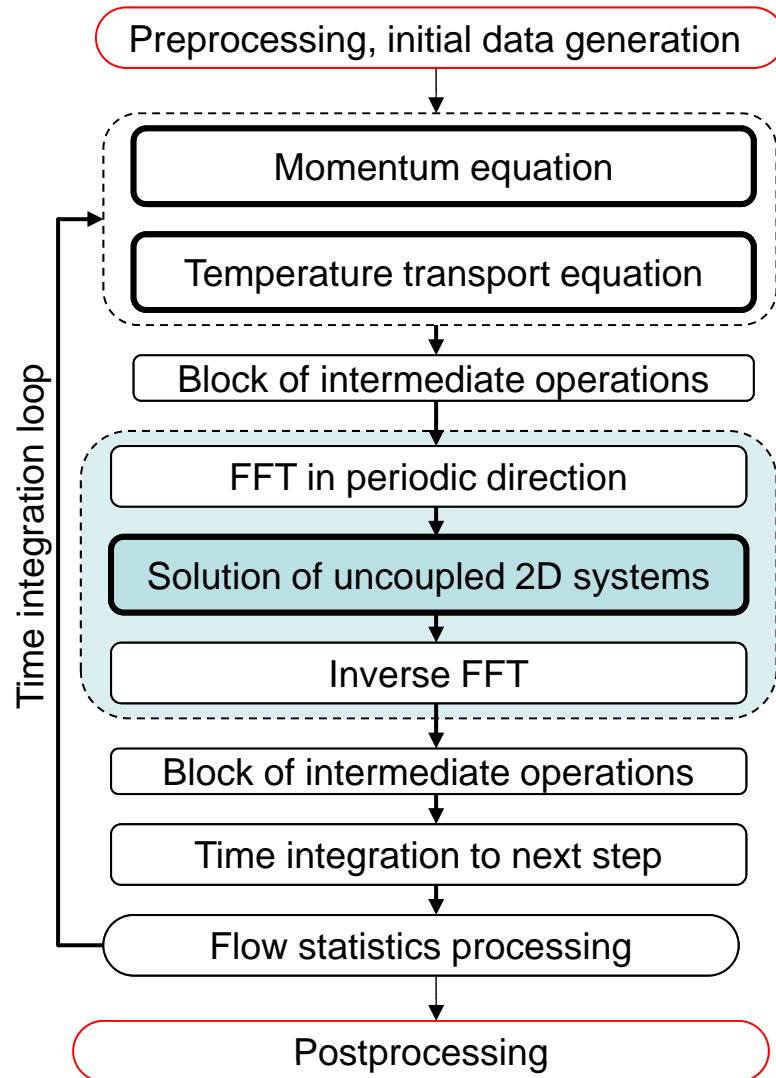 Preprocessing, initial data generation
Momentum equation
Temperature transport equation
Block of intermediate operations
FFT in periodic direction
Solution of uncoupled 2D systems
Inverse FFT
Block of intermediate operations
Time integration to next step
Flow statistics processing
Postprocessing
Time integration loop